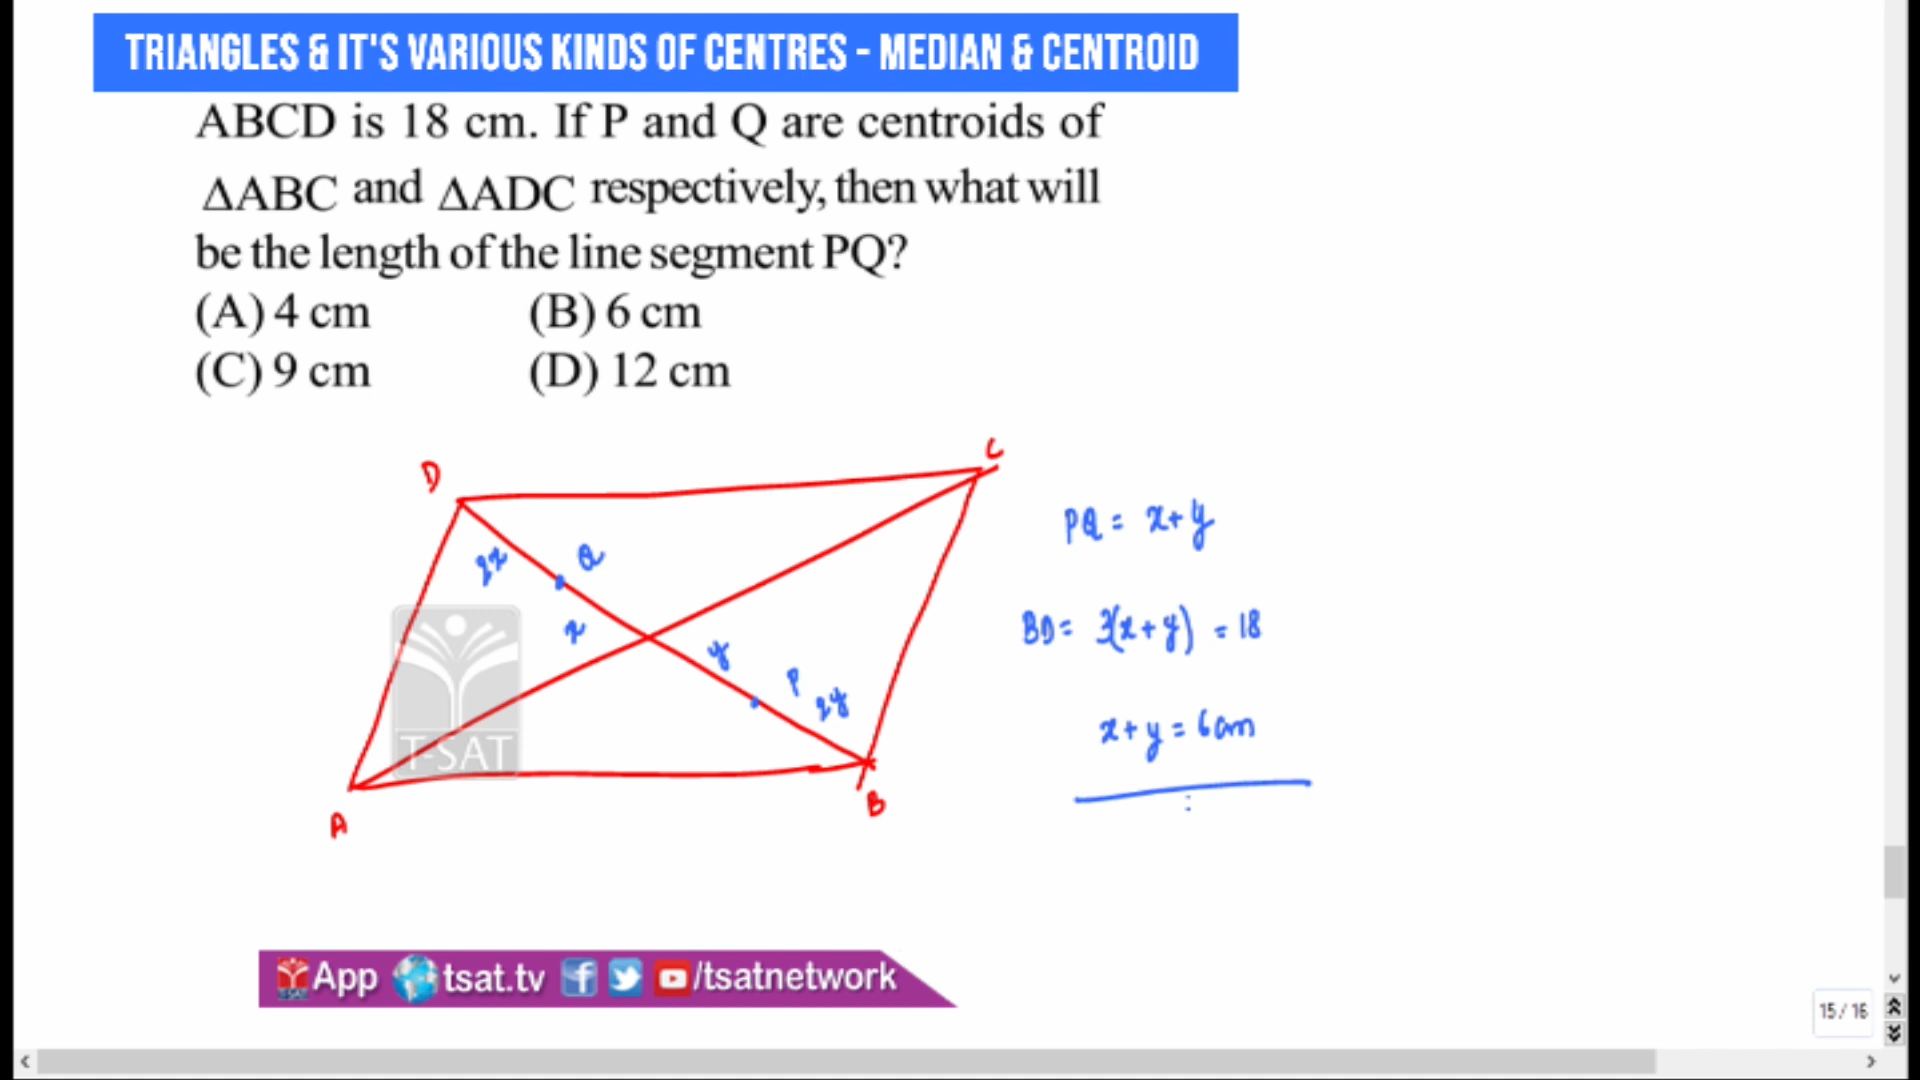 TRIANGLES & IT'S VARIOUS KINDS OF CENTRES - MEDIAN & CENTROID
ABCD is 18 cm. If P and Q are centroids of
ΔABC and ΔADC respectively, then what will
be the length of the line segment PQ?
(A) 4 cm (B) 6 cm
(C) 9 cm (D) 12 cm
D
C
2x
Q
x
y
P
2y
A
B
PQ = x+y
BD = 3(x+y) = 18
x+y = 6cm
T-SAT
T-SAT App tsat.tv /tsatnetwork
15 / 16